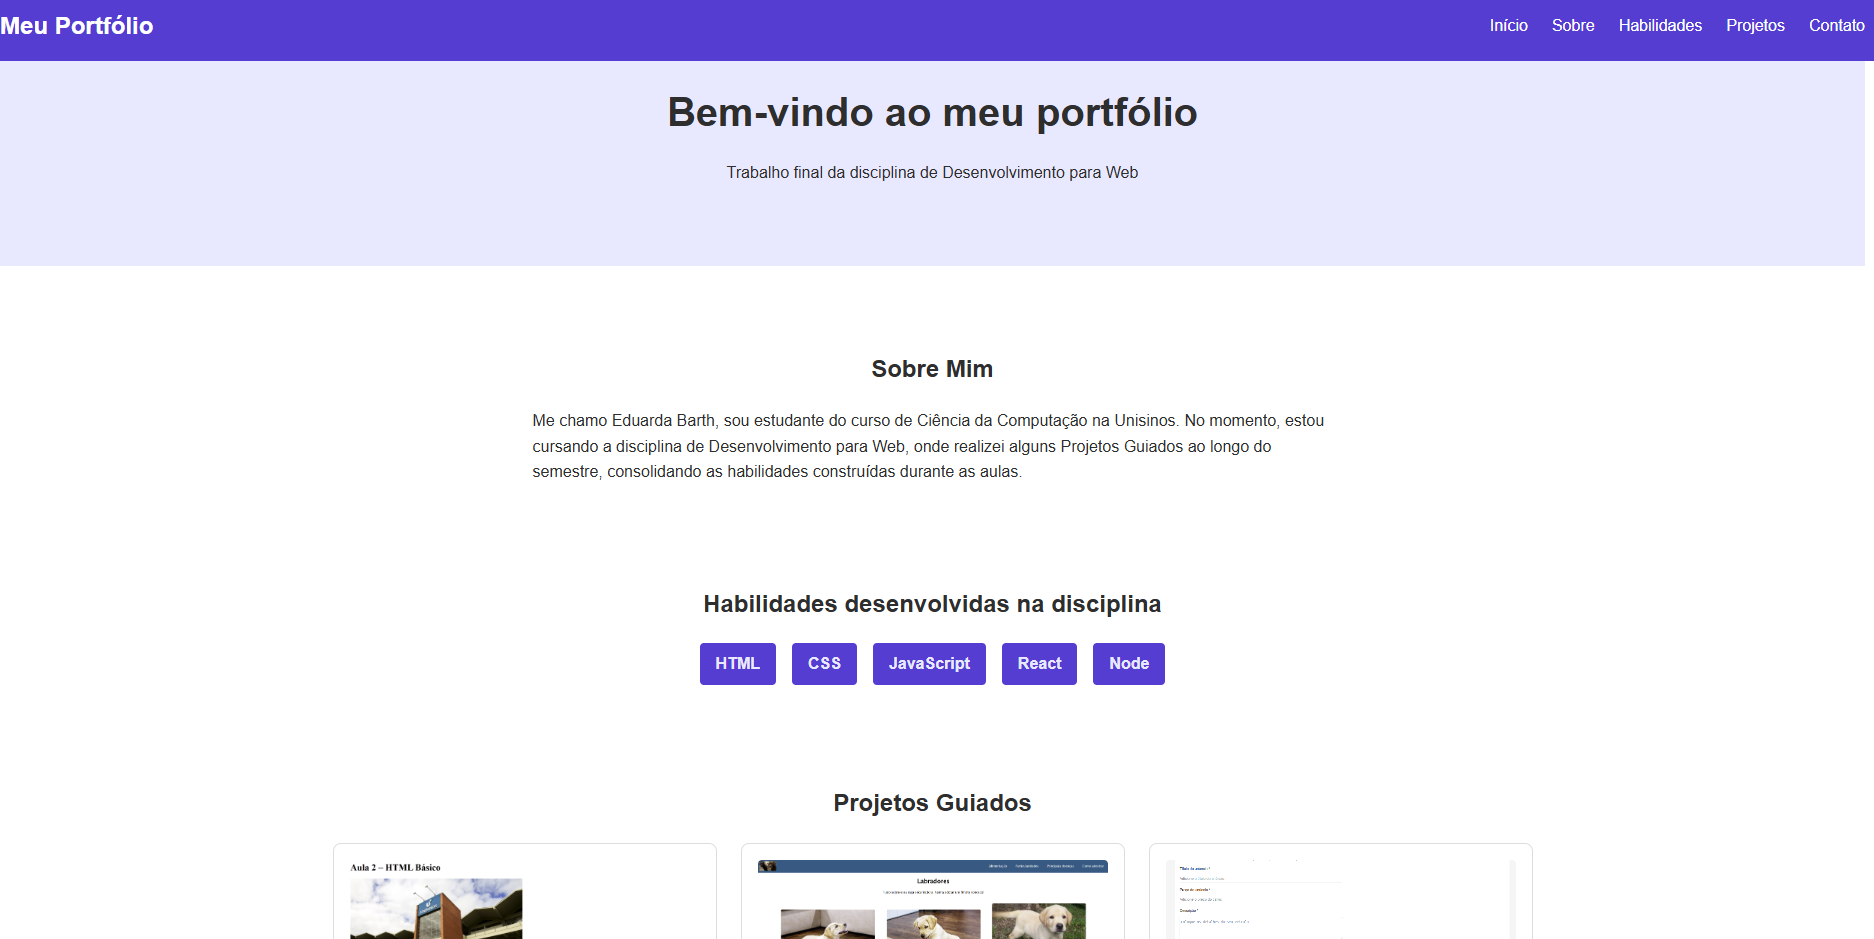 Meu Portfólio
Início Sobre Habilidades Projetos Contato
Bem-vindo ao meu portfólio
Trabalho final da disciplina de Desenvolvimento para Web
Sobre Mim
Me chamo Eduarda Barth, sou estudante do curso de Ciência da Computação na Unisinos. No momento, estou
cursando a disciplina de Desenvolvimento para Web, onde realizei alguns Projetos Guiados ao longo do
semestre, consolidando as habilidades construídas durante as aulas.
Habilidades desenvolvidas na disciplina
HTML CSS JavaScript React Node
Projetos Guiados
Aula 2 – HTML Básico
Labradores